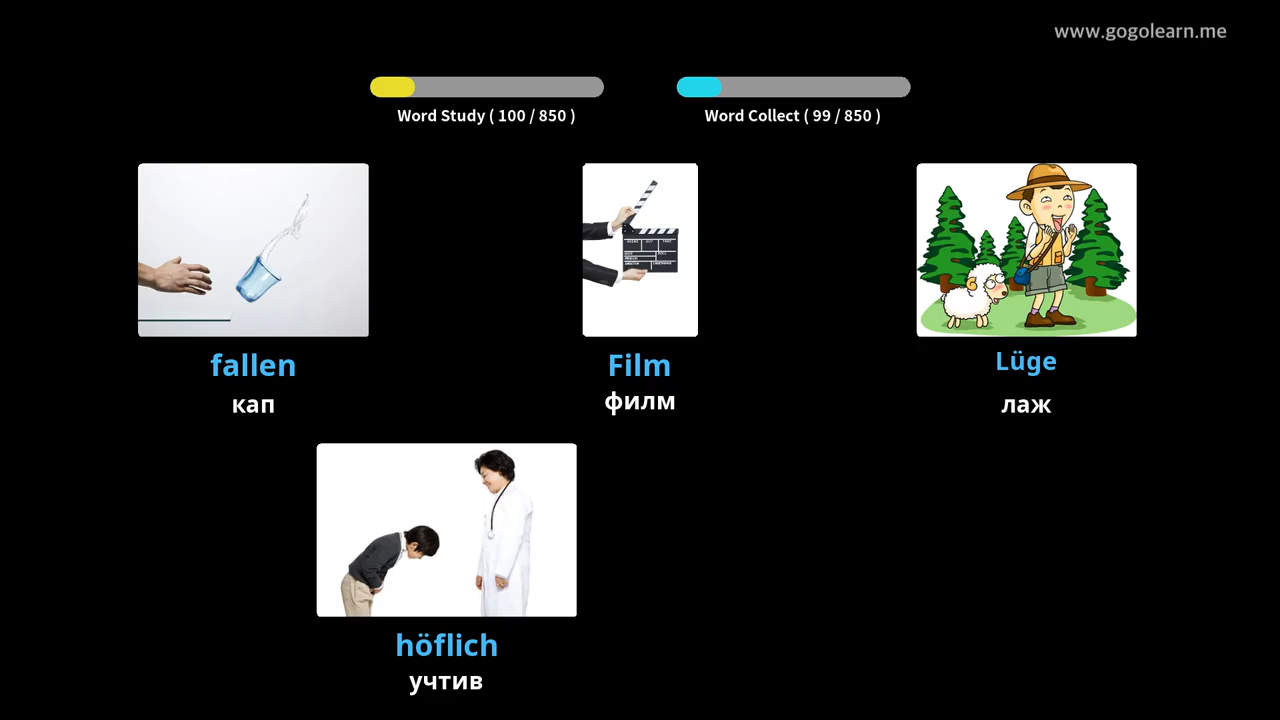 www.gogolearn.me
Word Study ( 100 / 850 )
Word Collect ( 99 / 850 )
fallen
кап
Film
филм
Lüge
лаж
höflich
учтив